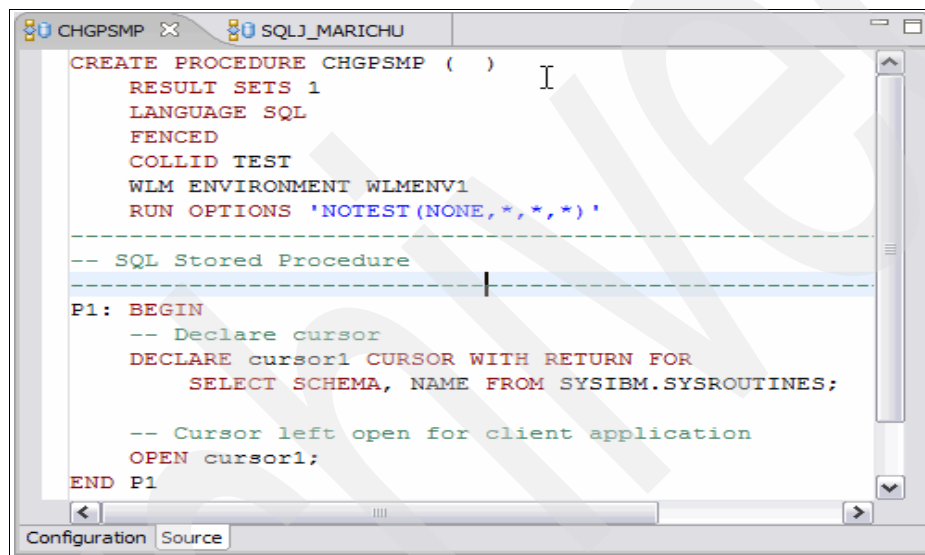 CHGPSMP SQLJ_MARICHU
CREATE PROCEDURE CHGPSMP ( )
RESULT SETS 1
LANGUAGE SQL
FENCED
COLLID TEST
WLM ENVIRONMENT WLMENV1
RUN OPTIONS 'NOTEST(NONE,*,*,*)'
------------------------------------------------------
-- SQL Stored Procedure
------------------------------------------------------
P1: BEGIN
-- Declare cursor
DECLARE cursor1 CURSOR WITH RETURN FOR
SELECT SCHEMA, NAME FROM SYSIBM.SYSROUTINES;
-- Cursor left open for client application
OPEN cursor1;
END P1
Configuration Source